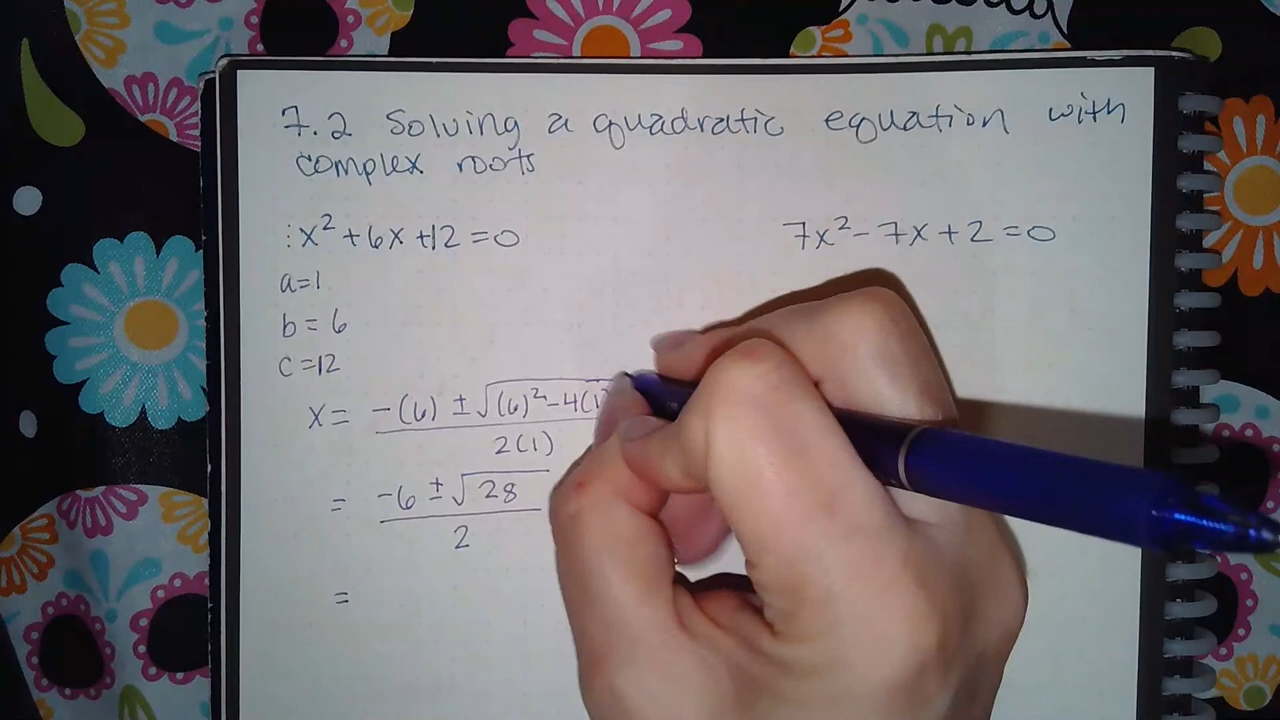 7.2 Solving a quadratic equation with
complex roots
x² + 6x + 12 = 0
7x² - 7x + 2 = 0
a = 1
b = 6
c = 12
x = -(6) ± √(6)² - 4(1)
2(1)
= -6 ± √28
2
=